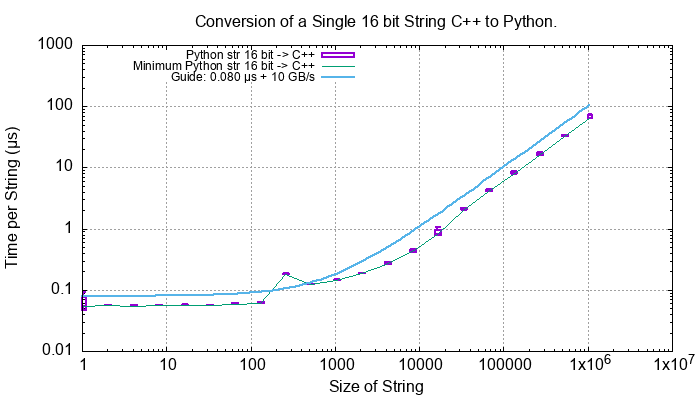 Conversion of a Single 16 bit String C++ to Python.
Python str 16 bit -> C++
Minimum Python str 16 bit -> C++
Guide: 0.080 µs + 10 GB/s
Time per String (µs)
1000
100
10
1
0.1
0.01
1 10 100 1000 10000 100000 1x10^6 1x10^7
Size of String